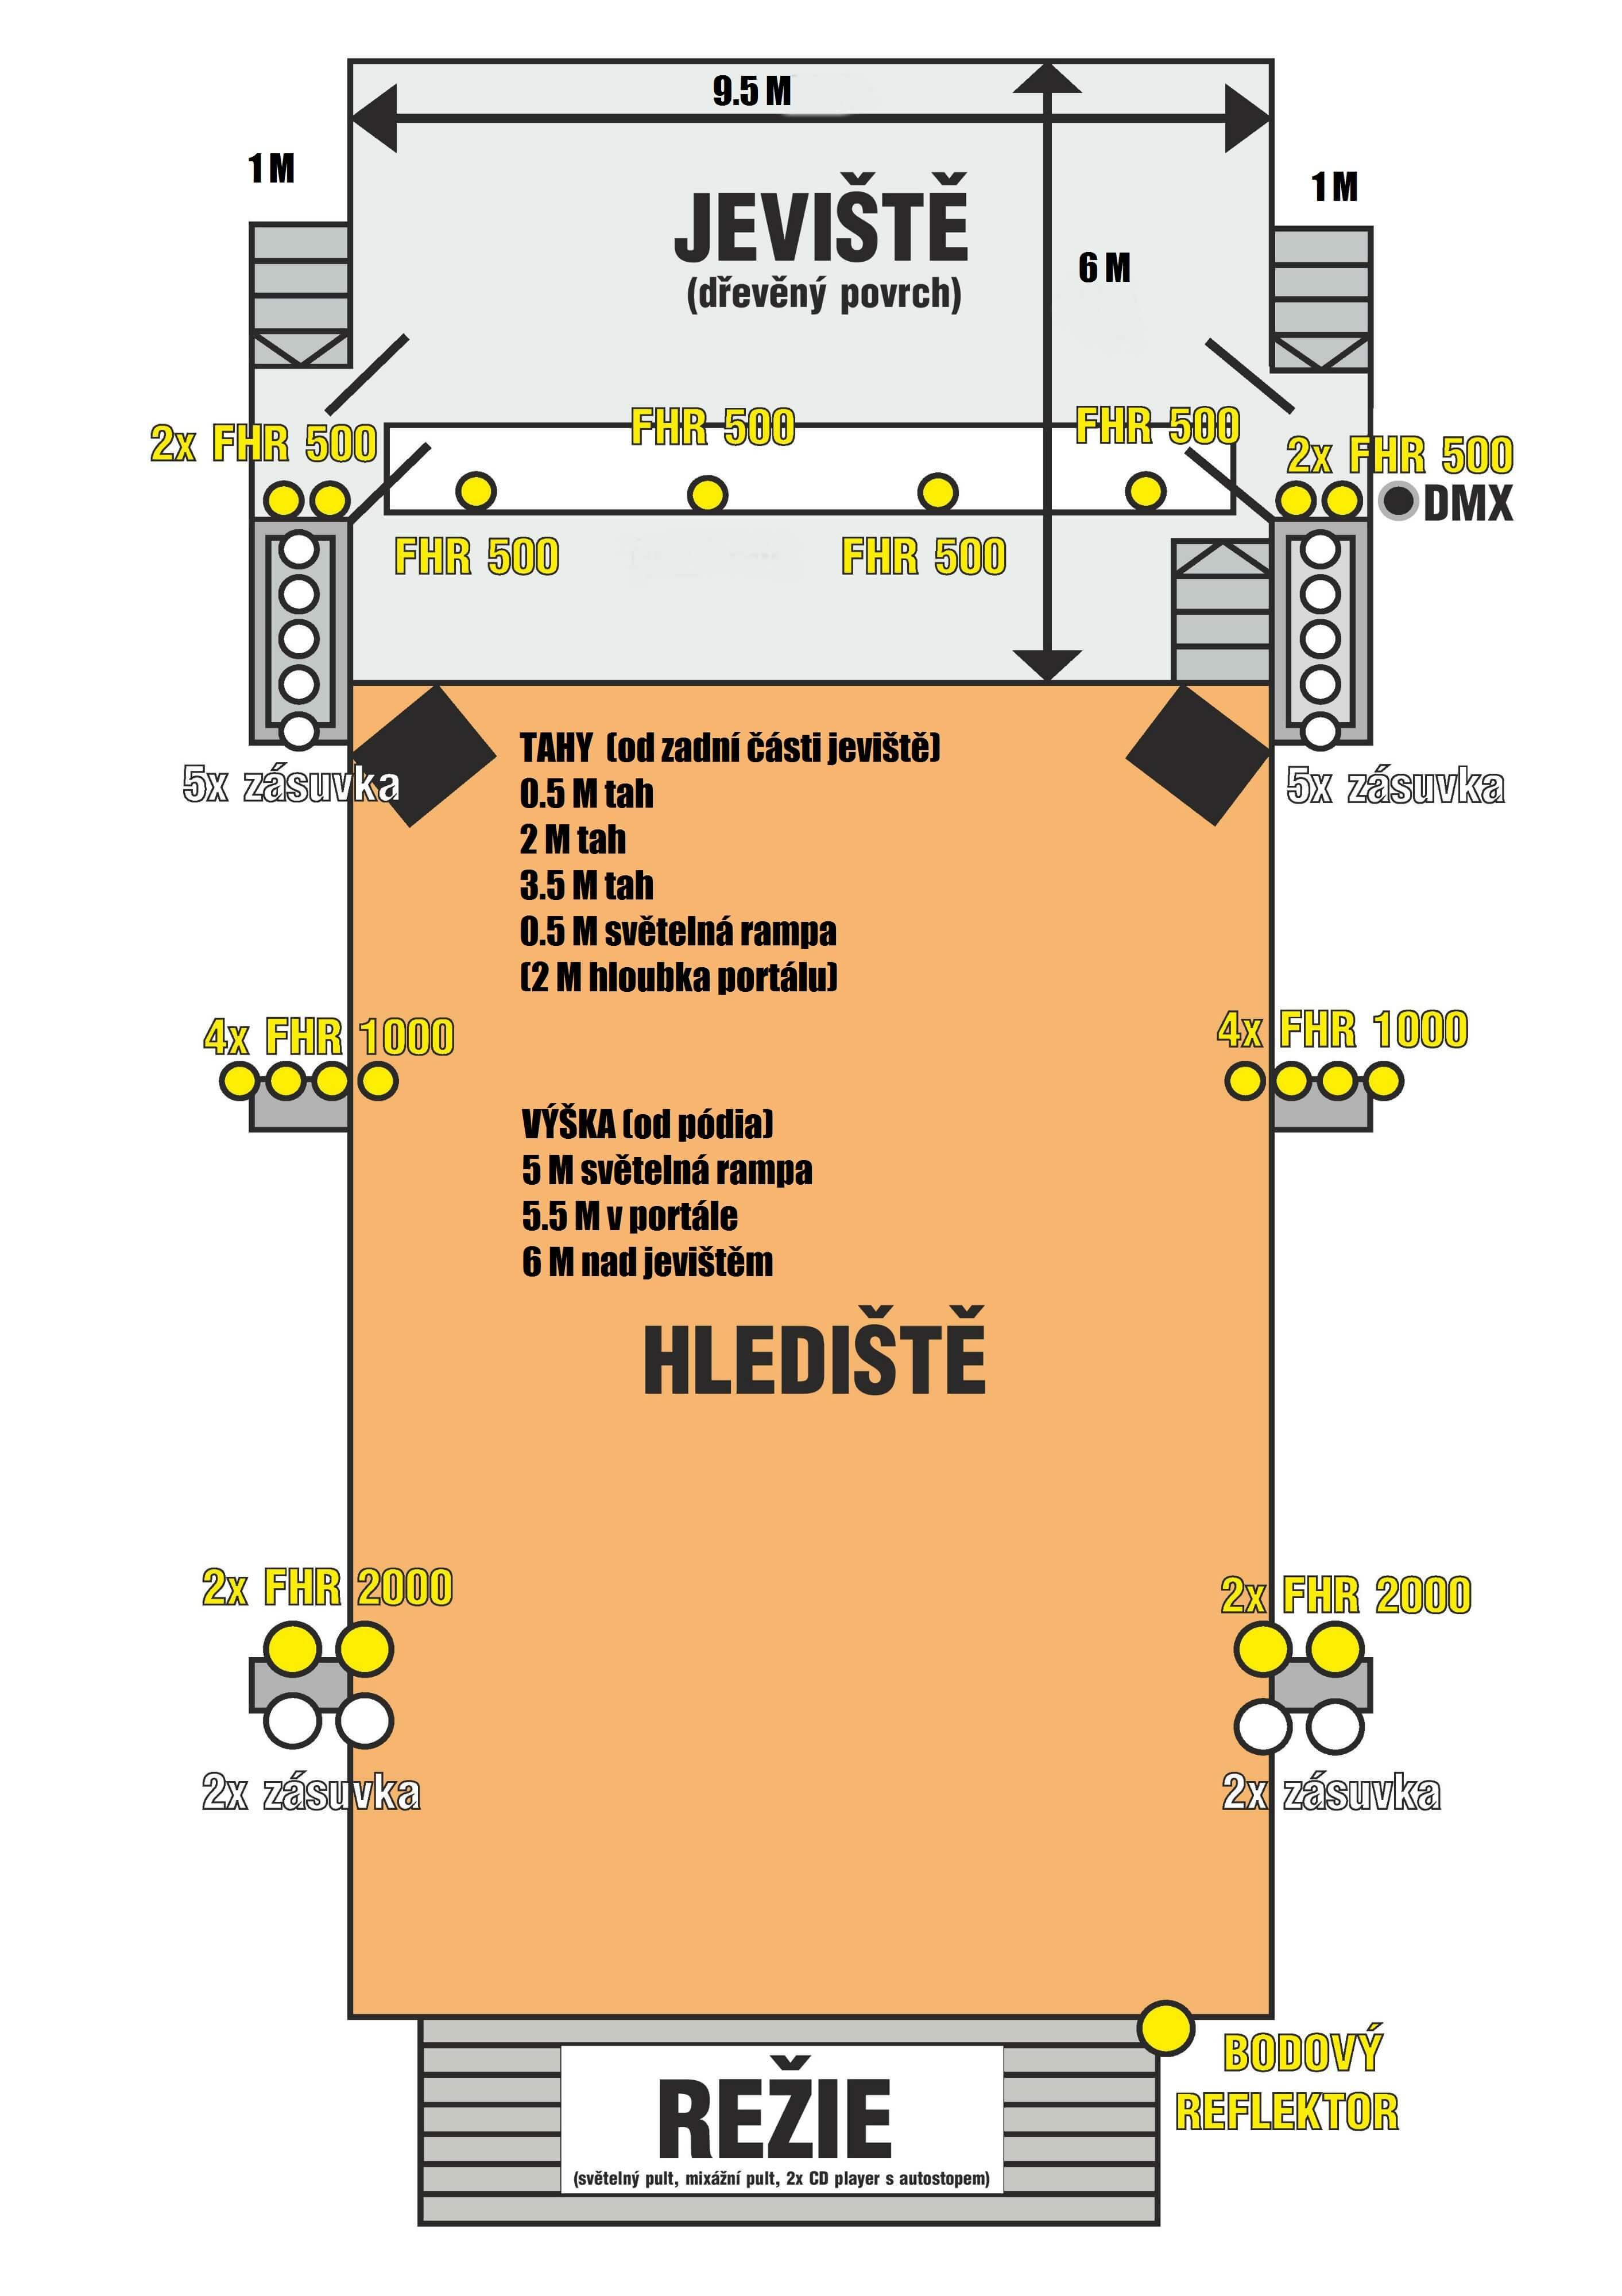 9.5 M
1 M
1 M
JEVIŠTĚ
(dřevěný povrch)
6 M
2x FHR 500
FHR 500
FHR 500
2x FHR 500
DMX
FHR 500
FHR 500
5x zásuvka
5x zásuvka
TAHY (od zadní části jeviště)
0.5 M tah
2 M tah
3.5 M tah
0.5 M světelná rampa
(2 M hloubka portálu)
4x FHR 1000
4x FHR 1000
VÝŠKA (od pódia)
5 M světelná rampa
5.5 M v portále
6 M nad jevištěm
HLEDIŠTĚ
2x FHR 2000
2x FHR 2000
2x zásuvka
2x zásuvka
BODOVÝ
REFLEKTOR
REŽIE
(světelný pult, mixážní pult, 2x CD player s autostopem)